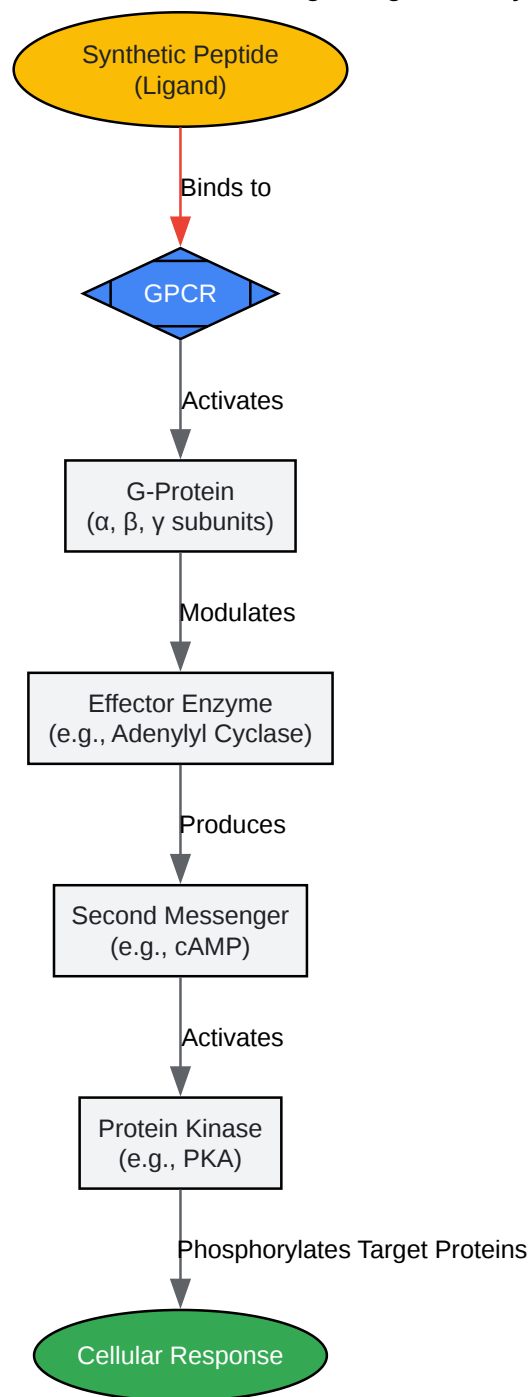 Synthetic Peptide
(Ligand)
Binds to
GPCR
Activates
G-Protein
(α, β, γ subunits)
Modulates
Effector Enzyme
(e.g., Adenylyl Cyclase)
Produces
Second Messenger
(e.g., cAMP)
Activates
Protein Kinase
(e.g., PKA)
Phosphorylates Target Proteins
Cellular Response